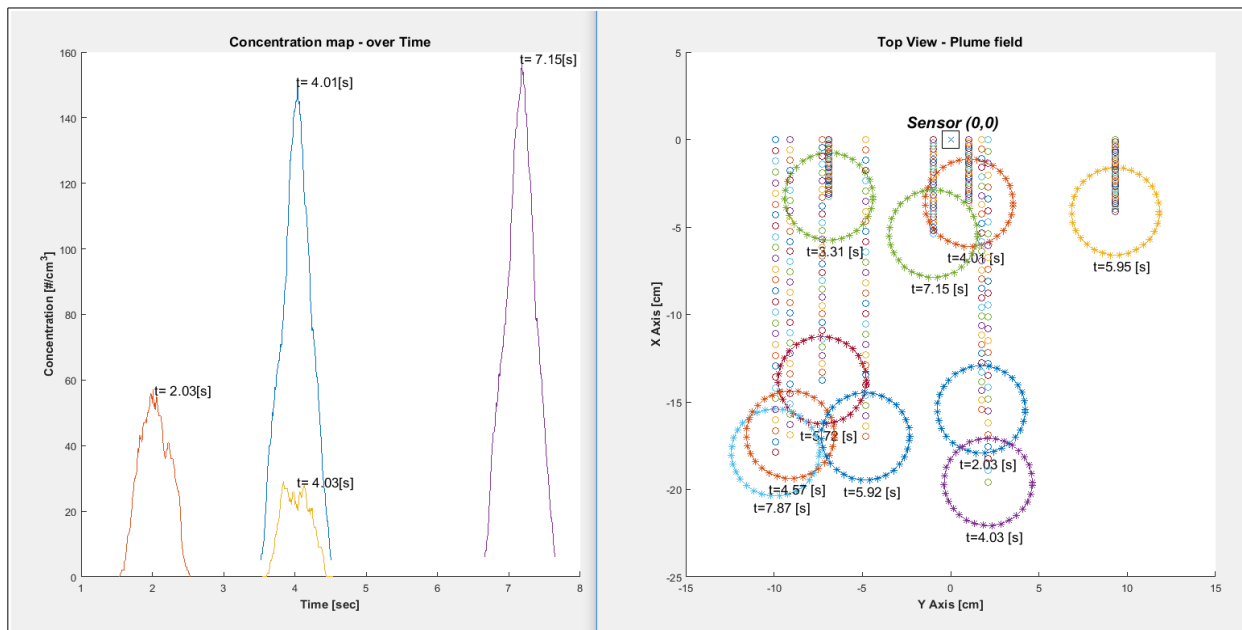 Concentration map - over Time
160
140
120
100
80
60
40
20
0
Concentration [#/cm³]
t= 2.03[s]
t= 4.01[s]
t= 4.03[s]
t= 7.15[s]
1 2 3 4 5 6 7 8
Time [sec]
Top View - Plume field
5
0
-5
-10
-15
-20
-25
X Axis [cm]
Sensor (0,0)
t=3.31 [s]
t=4.01 [s]
t=7.15 [s]
t=5.95 [s]
t=5.72 [s]
t=2.03 [s]
t=4.57 [s]
t=5.92 [s]
t=7.87 [s]
t=4.03 [s]
-15 -10 -5 0 5 10 15
Y Axis [cm]